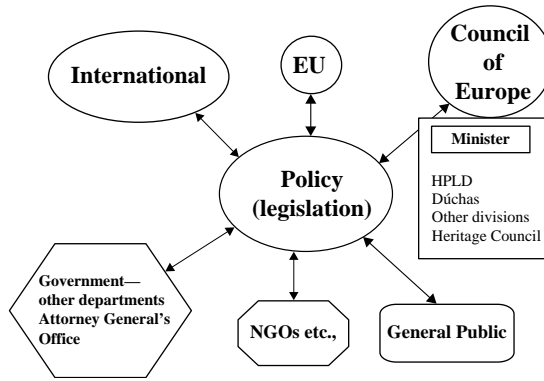 International
EU
Council
of
Europe
Minister
HPLD
Dúchas
Other divisions
Heritage Council
Policy
(legislation)
Government—
other departments
Attorney General's
Office
NGOs etc.,
General Public